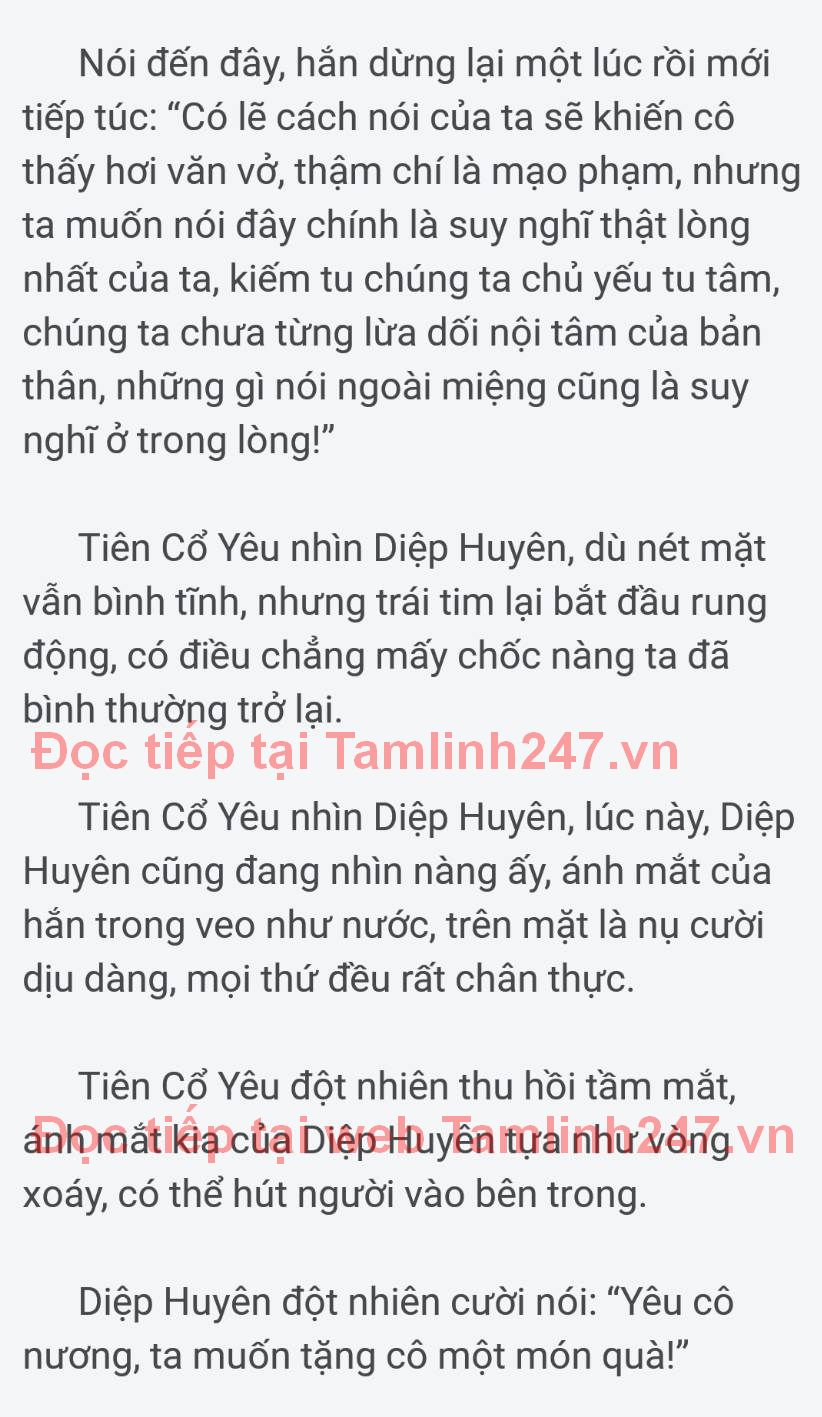 Nói đến đây, hắn dừng lại một lúc rồi mới
tiếp túc: “Có lẽ cách nói của ta sẽ khiến cô
thấy hơi văn vở, thậm chí là mạo phạm, nhưng
ta muốn nói đây chính là suy nghĩ thật lòng
nhất của ta, kiếm tu chúng ta chủ yếu tu tâm,
chúng ta chưa từng lừa dối nội tâm của bản
thân, những gì nói ngoài miệng cũng là suy
nghĩ ở trong lòng!”
Tiên Cổ Yêu nhìn Diệp Huyên, dù nét mặt
vẫn bình tĩnh, nhưng trái tim lại bắt đầu rung
động, có điều chẳng mấy chốc nàng ta đã
bình thường trở lại.
Đọc tiếp tại Tamlinh247.vn
Tiên Cổ Yêu nhìn Diệp Huyên, lúc này, Diệp
Huyên cũng đang nhìn nàng ấy, ánh mắt của
hắn trong veo như nước, trên mặt là nụ cười
dịu dàng, mọi thứ đều rất chân thực.
Tiên Cổ Yêu đột nhiên thu hồi tầm mắt,
Đọc tiếp tại web Tamlinh247.vn
ánh mắt kia của Diệp Huyên tựa như vòng
xoáy, có thể hút người vào bên trong.
Diệp Huyên đột nhiên cười nói: “Yêu cô
nương, ta muốn tặng cô một món quà!”